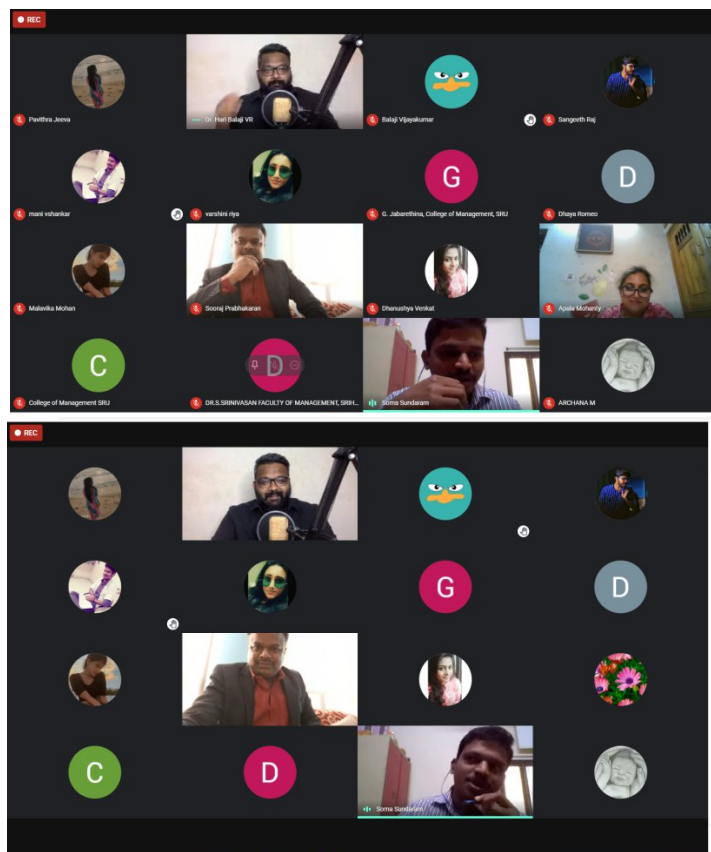 REC
Pavithra Jeeva
Dr. Hari Balaji VR
Balaji Vijayakumar
Sangeeth Raj
mani vshankar
varshini riya
G
G. Jabarethina, College of Management, SRU
D
Dhaya Romeo
Malavika Mohan
Sooraj Prabhakaran
Dhanushya Venkat
Apala Mohanty
C
College of Management SRU
D
DR.S.SRINIVASAN FACULTY OF MANAGEMENT, SRIH...
Soma Sundaram
ARCHANA M
REC
G
D
C
D
Soma Sundaram